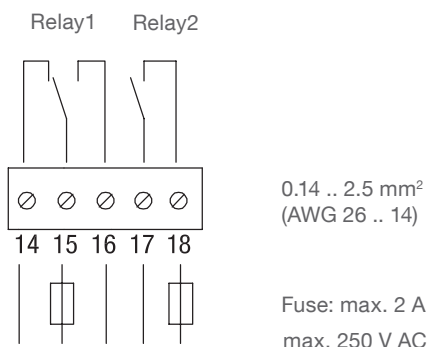 Relay1 Relay2
0.14 .. 2.5 mm²
(AWG 26 .. 14)
14 15 16 17 18
Fuse: max. 2 A
max. 250 V AC